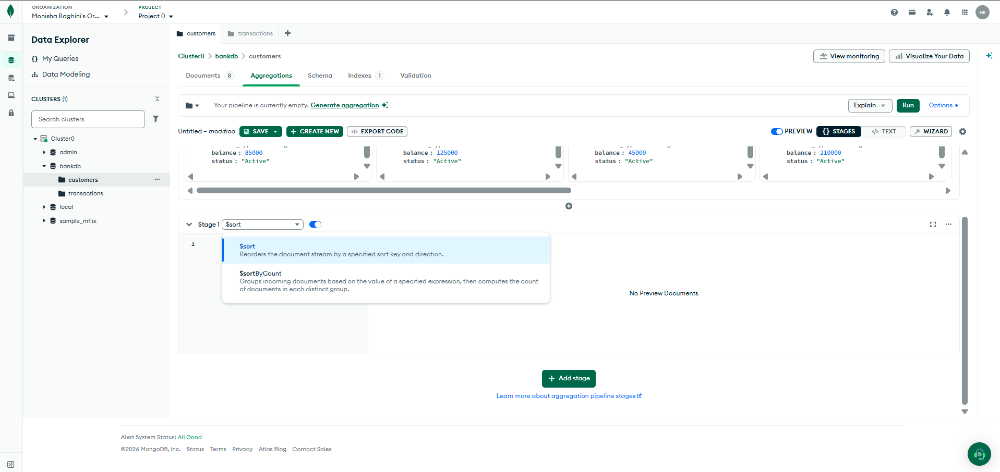 ORGANIZATION
Monisha Raghini's Or...
PROJECT
Project 0
MR
Data Explorer
My Queries
Data Modeling
CLUSTERS (1)
Search clusters
Cluster0
admin
bankdb
customers
transactions
local
sample_mflix
customers
transactions
Cluster0 > bankdb > customers
View monitoring
Visualize Your Data
Documents 8
Aggregations
Schema
Indexes 1
Validation
Your pipeline is currently empty. Generate aggregation
Explain
Run
Options
Untitled – modified
SAVE
CREATE NEW
EXPORT CODE
PREVIEW
STAGES
TEXT
WIZARD
balance : 85000
status : "Active"
balance : 125000
status : "Active"
balance : 45000
status : "Active"
balance : 210000
status : "Active"
Stage 1 $sort
1
$sort
Reorders the document stream by a specified sort key and direction.
$sortByCount
Groups incoming documents based on the value of a specified expression, then computes the count
of documents in each distinct group.
No Preview Documents
Add stage
Learn more about aggregation pipeline stages
Alert System Status: All Good
©2026 MongoDB, Inc. Status Terms Privacy Atlas Blog Contact Sales